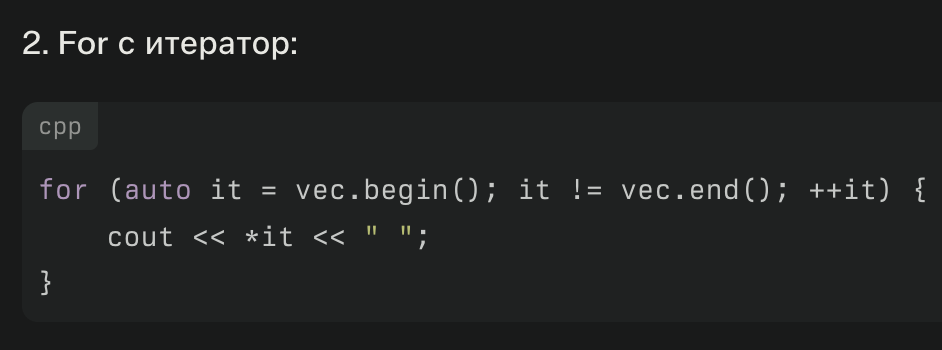 2. For с итератор:
cpp
for (auto it = vec.begin(); it != vec.end(); ++it) {
    cout << *it << " ";
}